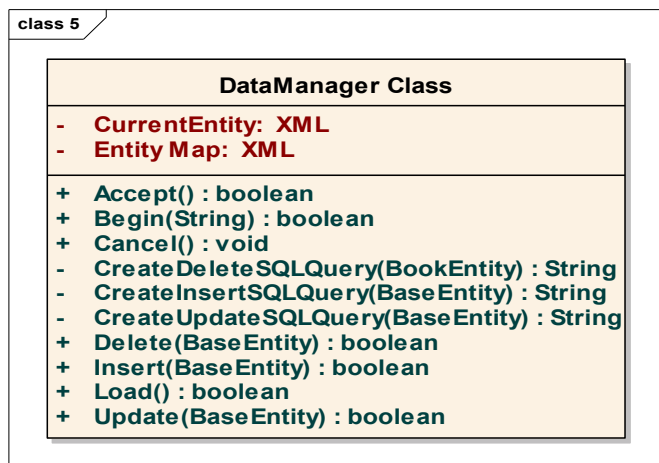 class 5
DataManager Class
- CurrentEntity: XML
- Entity Map: XML
+ Accept() : boolean
+ Begin(String) : boolean
+ Cancel() : void
- CreateDeleteSQLQuery(BookEntity) : String
- CreateInsertSQLQuery(BaseEntity) : String
- CreateUpdateSQLQuery(BaseEntity) : String
+ Delete(BaseEntity) : boolean
+ Insert(BaseEntity) : boolean
+ Load() : boolean
+ Update(BaseEntity) : boolean